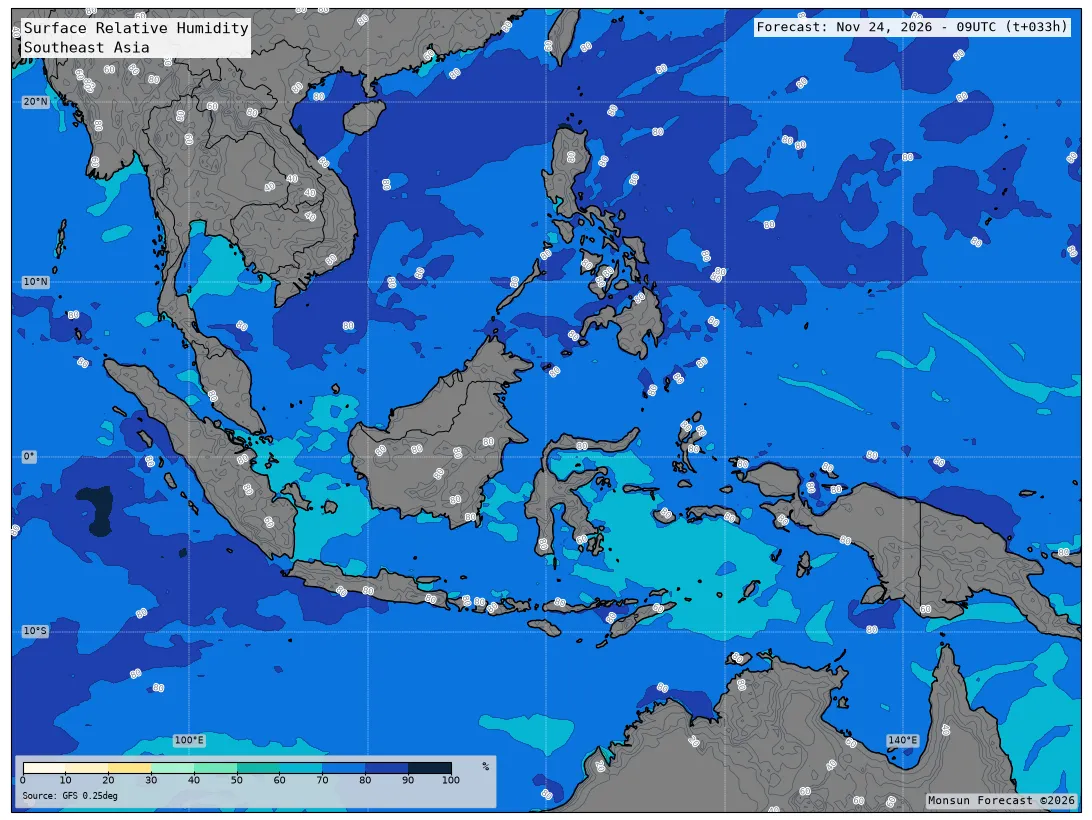 Surface Relative Humidity
Southeast Asia
Forecast: Nov 24, 2026 - 09UTC (t+033h)
20°N
10°N
0°
10°S
100°E
140°E
0 10 20 30 40 50 60 70 80 90 100 %
Source: GFS 0.25deg
Monsun Forecast ©2026